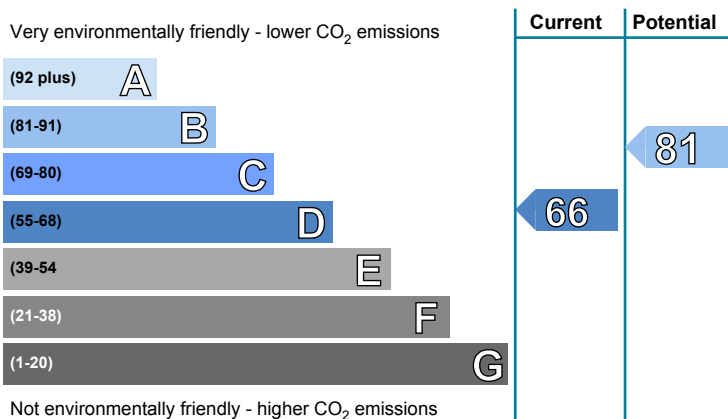 Very environmentally friendly - lower CO2 emissions
Current
Potential
(92 plus) A
(81-91) B
(69-80) C
(55-68) D
(39-54 E
(21-38) F
(1-20) G
81
66
Not environmentally friendly - higher CO2 emissions